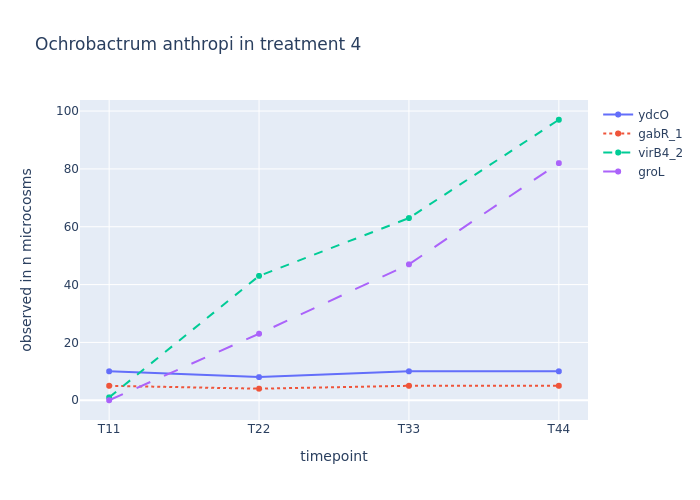 Ochrobactrum anthropi in treatment 4
observed in n microcosms
100
80
60
40
20
0
T11
T22
T33
T44
timepoint
ydcO
gabR_1
virB4_2
groL